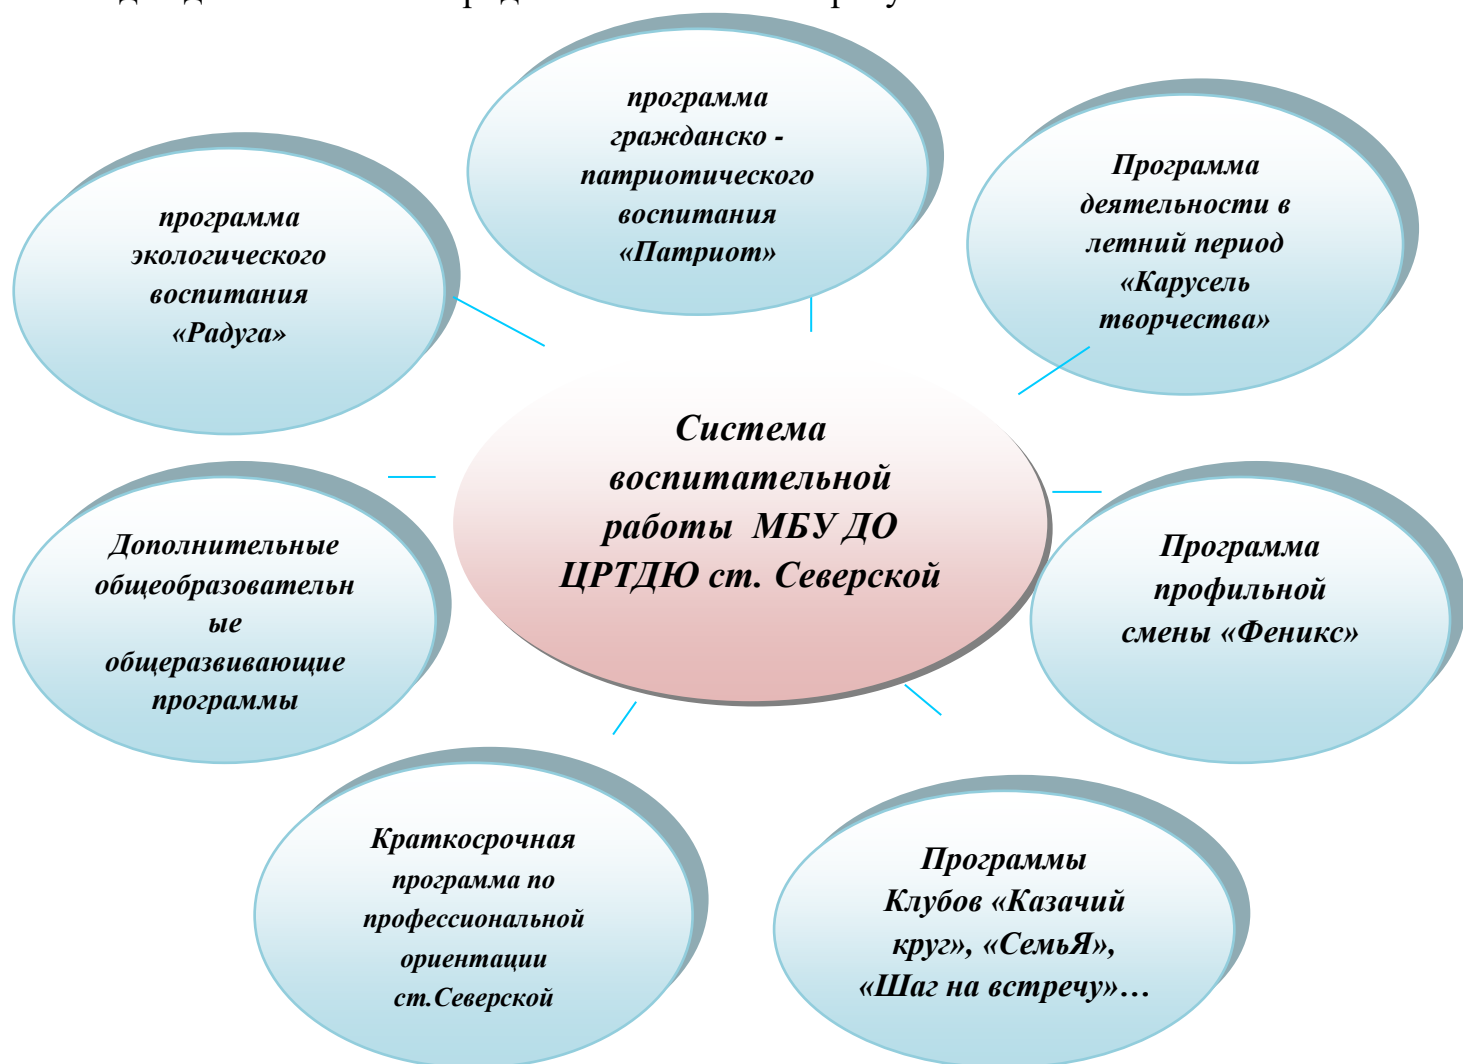 программа
гражданско -
патриотического
воспитания
«Патриот»
Программа
деятельности в
летний период
«Карусель
творчества»
программа
экологического
воспитания
«Радуга»
Система
воспитательной
работы МБУ ДО
ЦРТДЮ ст. Северской
Дополнительные
общеобразовательн
ые
общеразвивающие
программы
Программа
профильной
смены «Феникс»
Краткосрочная
программа по
профессиональной
ориентации
ст.Северской
Программы
Клубов «Казачий
круг», «СемьЯ»,
«Шаг на встречу»…